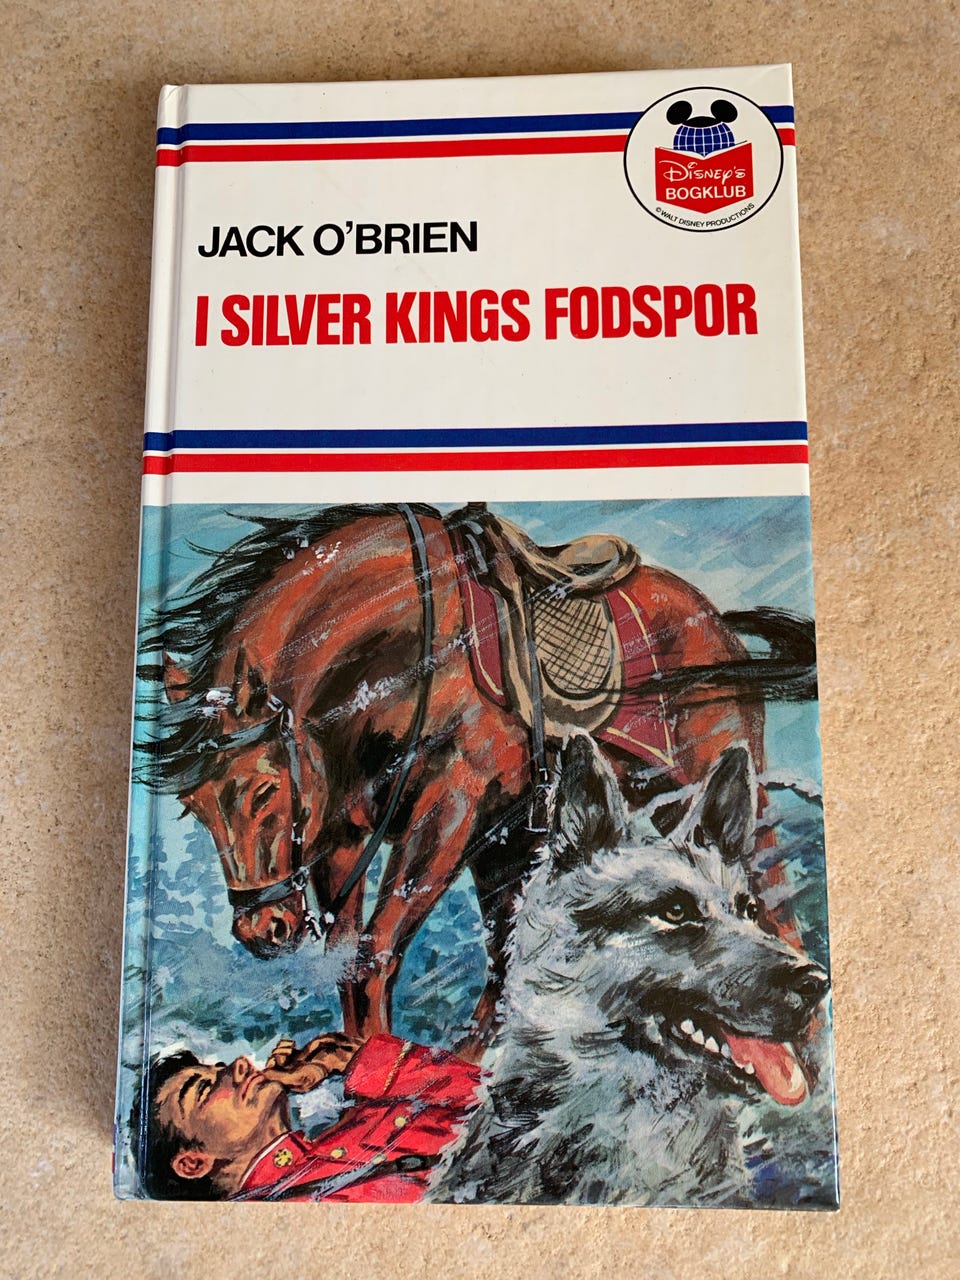 Disney's
BOGKLUB
© WALT DISNEY PRODUCTIONS
JACK O'BRIEN
I SILVER KINGS FODSPOR